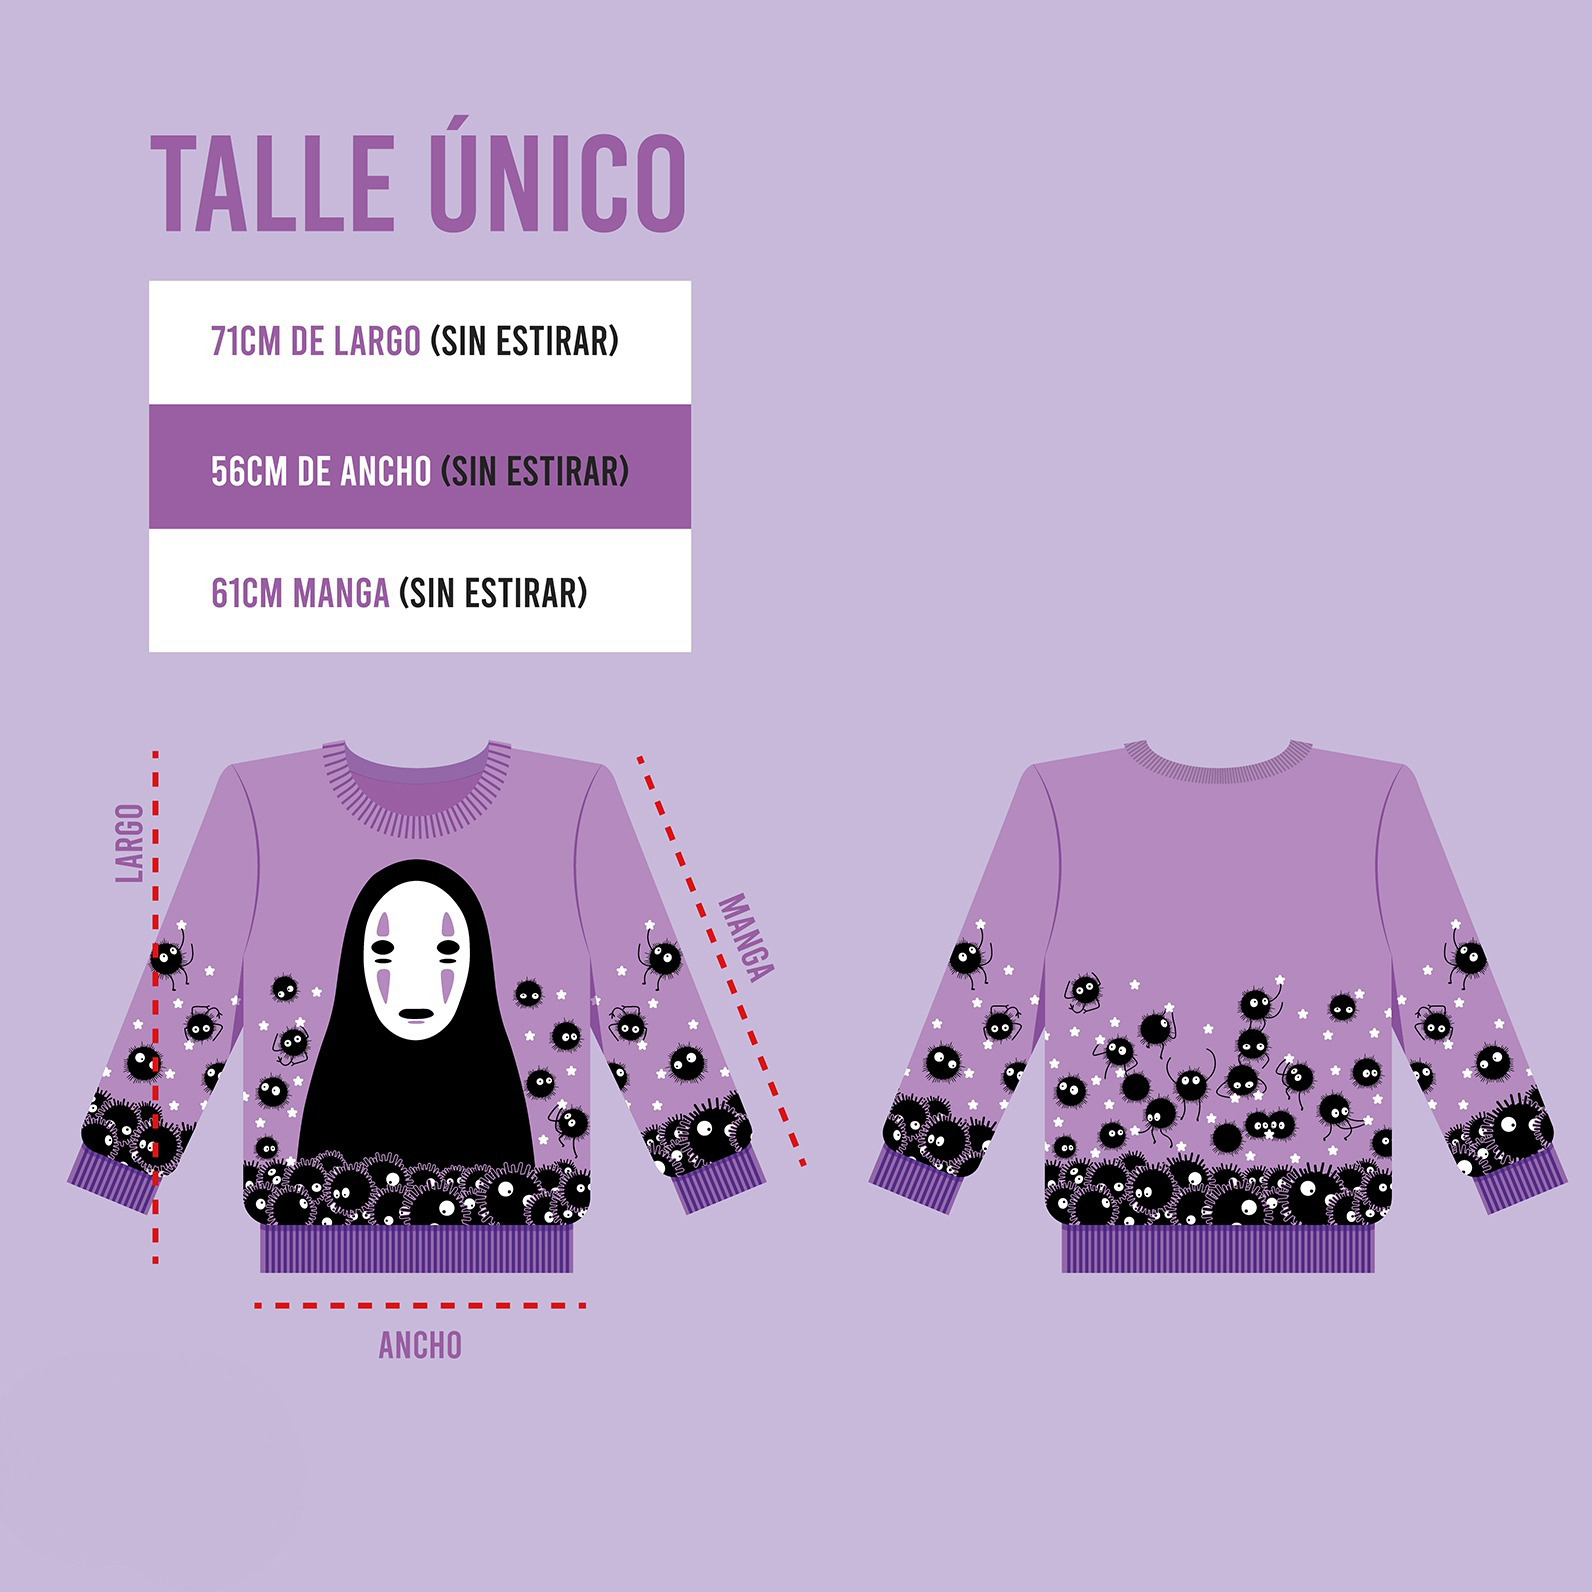 TALLE ÚNICO
71CM DE LARGO (SIN ESTIRAR)
56CM DE ANCHO (SIN ESTIRAR)
61CM MANGA (SIN ESTIRAR)
LARGO
MANGA
ANCHO